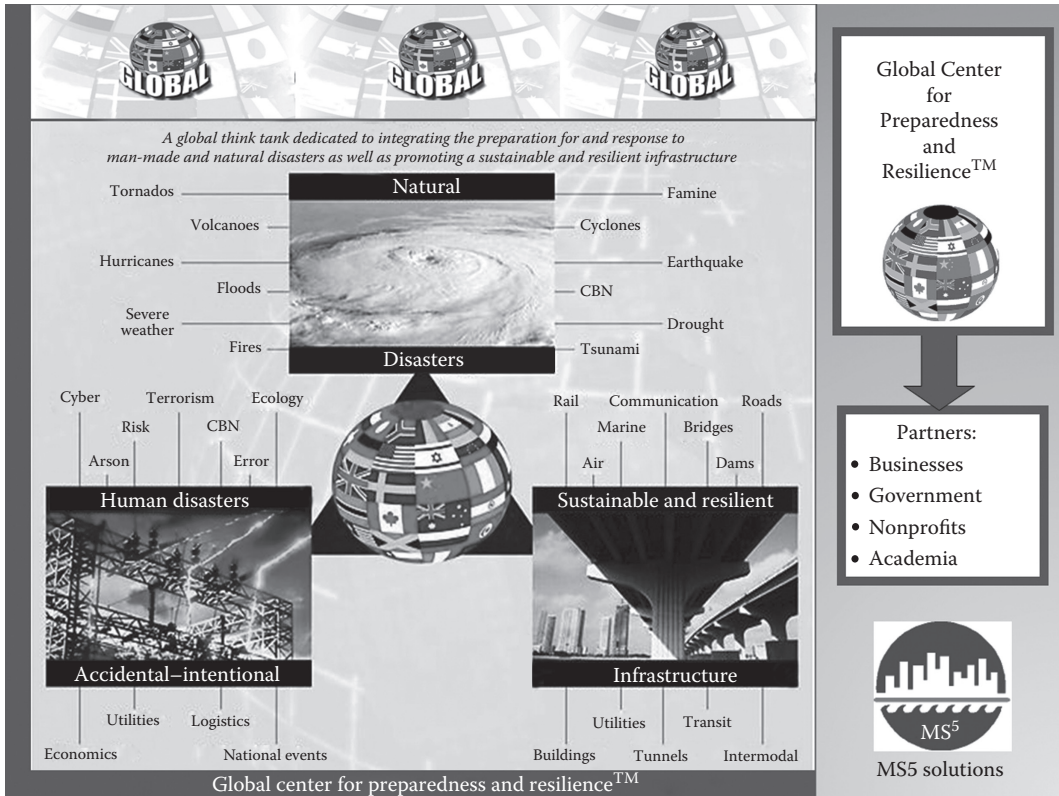 GLOBAL
GLOBAL
GLOBAL
A global think tank dedicated to integrating the preparation for and response to
man-made and natural disasters as well as promoting a sustainable and resilient infrastructure
Natural
Tornados
Volcanoes
Hurricanes
Floods
Severe
weather
Fires
Famine
Cyclones
Earthquake
CBN
Drought
Tsunami
Disasters
Cyber
Terrorism
Ecology
Risk
CBN
Arson
Error
Human disasters
Accidental–intentional
Utilities
Logistics
Economics
National events
Rail
Communication
Roads
Marine
Bridges
Air
Dams
Sustainable and resilient
Infrastructure
Utilities
Transit
Buildings
Tunnels
Intermodal
Global center for preparedness and resilience™
Global Center
for
Preparedness
and
Resilience™
Partners:
• Businesses
• Government
• Nonprofits
• Academia
MS⁵
MS5 solutions